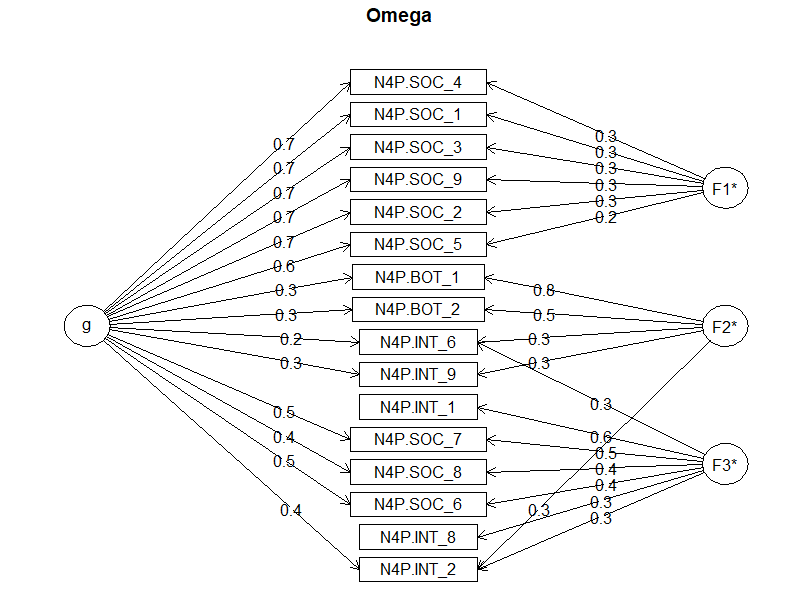 Omega
N4P.SOC_4
N4P.SOC_1
0.3
0.7
N4P.SOC_3
0.3
0.7
0.3
N4P.SOC_9
0.3
F1*
0.7
0.3
N4P.SOC_2
0.7
0.2
0.7
N4P.SOC_5
0.6
N4P.BOT_1
0.3
0.8
N4P.BOT_2
0.3
0.5
g
F2*
N4P.INT_6
0.2
0.3
0.3
0.3
N4P.INT_9
N4P.INT_1
0.3
0.5
N4P.SOC_7
0.4
0.6
0.5
0.5
N4P.SOC_8
0.4
F3*
0.4
N4P.SOC_6
0.4
0.3
0.3
0.3
N4P.INT_8
N4P.INT_2